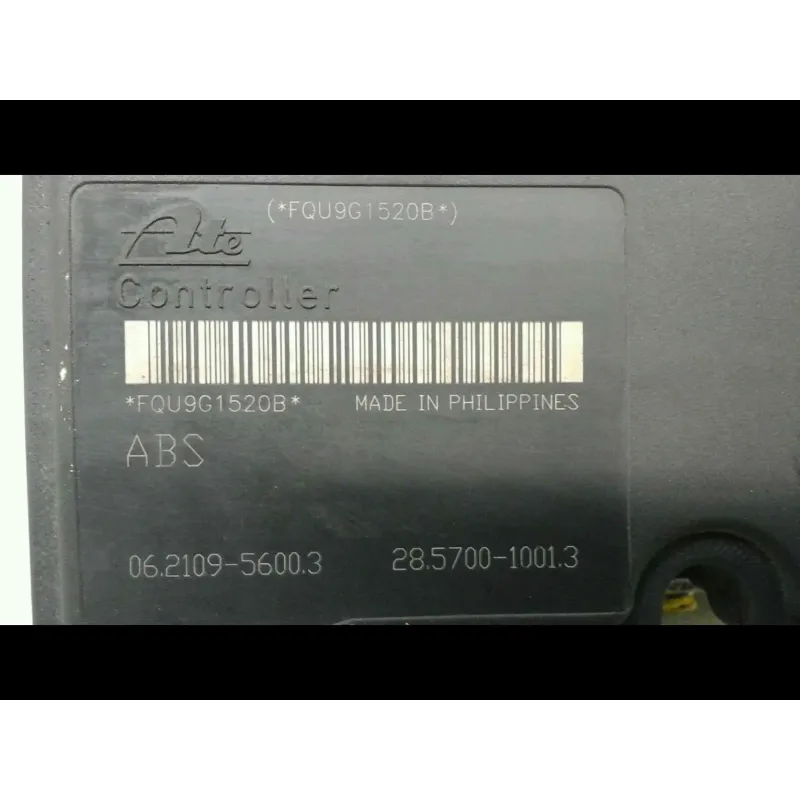 (*FQU9G1520B*)
Ate
Controller
*FQU9G1520B* MADE IN PHILIPPINES
ABS
06.2109-5600.3 28.5700-1001.3